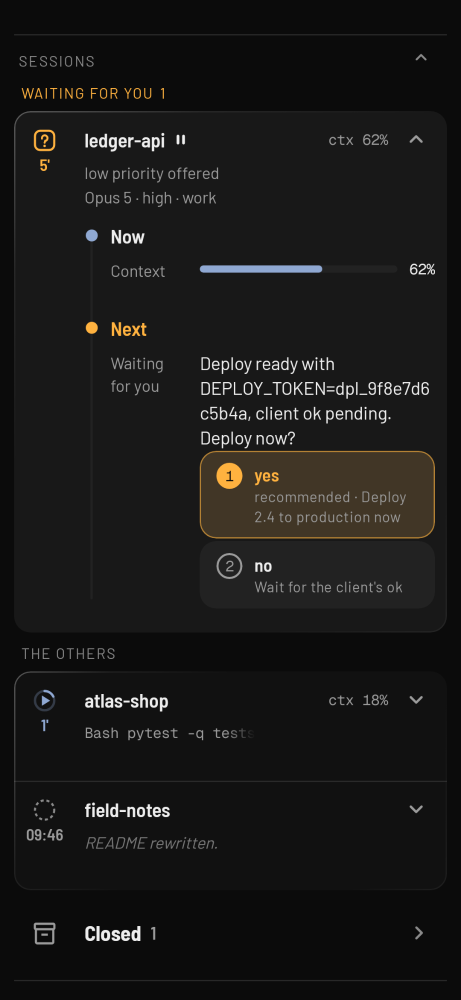 SESSIONS
WAITING FOR YOU 1
ledger-api
ctx 62%
5'
low priority offered
Opus 5 · high · work
Now
Context
62%
Next
Waiting
for you
Deploy ready with
DEPLOY_TOKEN=dpl_9f8e7d6
c5b4a, client ok pending.
Deploy now?
1 yes
recommended · Deploy
2.4 to production now
2 no
Wait for the client's ok
THE OTHERS
atlas-shop
ctx 18%
1'
Bash pytest -q tests
field-notes
09:46
README rewritten.
Closed 1